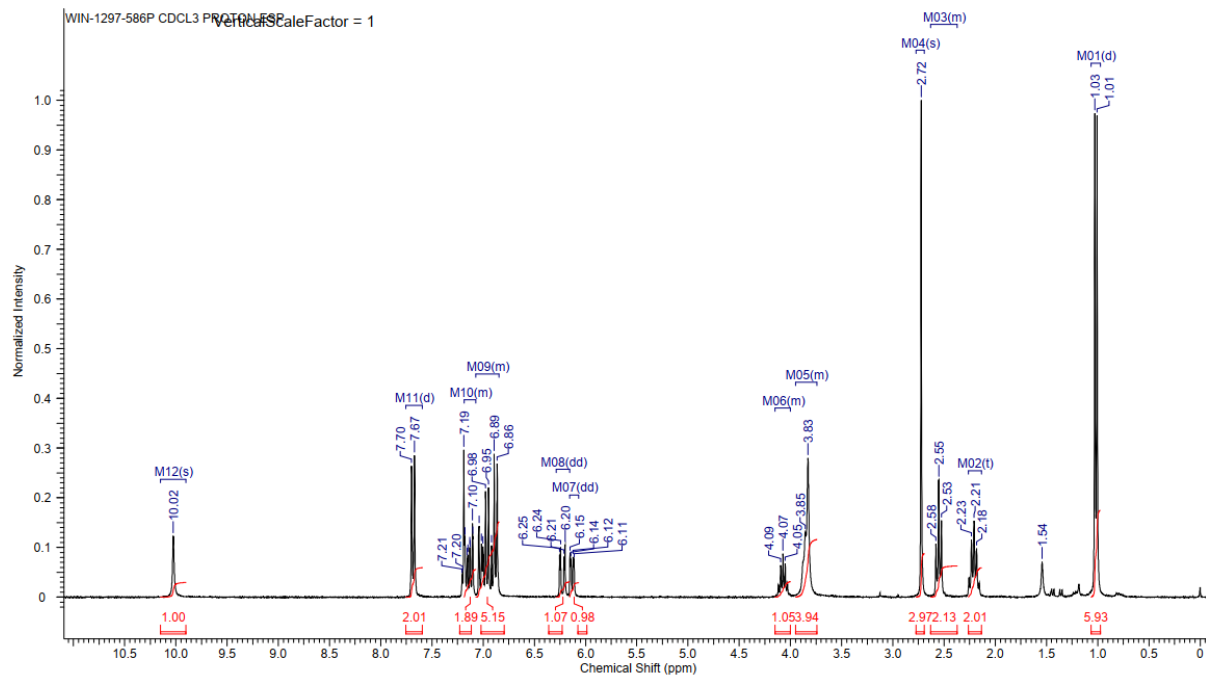 WIN-1297-586P CDCL3 PROTON.ESP
VerticalScaleFactor = 1
M03(m)
M04(s)
M01(d)
2.72
1.03
1.01
M05(m)
M09(m)
M11(d)
M10(m)
M06(m)
7.70
7.67
7.19
6.98
6.95
6.89
6.86
3.83
M12(s)
M08(dd)
M02(t)
M07(dd)
10.02
7.21
7.20
7.10
6.25
6.24
6.21
6.20
6.15
6.14
6.12
6.11
4.09
4.07
4.05
3.85
2.58
2.55
2.53
2.23
2.21
2.18
1.54
Normalized Intensity
1.0
0.9
0.8
0.7
0.6
0.5
0.4
0.3
0.2
0.1
0
1.00 2.01 1.89 5.15 1.07 0.98 1.05 3.94 2.97 2.13 2.01 5.93
10.5 10.0 9.5 9.0 8.5 8.0 7.5 7.0 6.5 6.0 5.5 5.0 4.5 4.0 3.5 3.0 2.5 2.0 1.5 1.0 0.5 0
Chemical Shift (ppm)